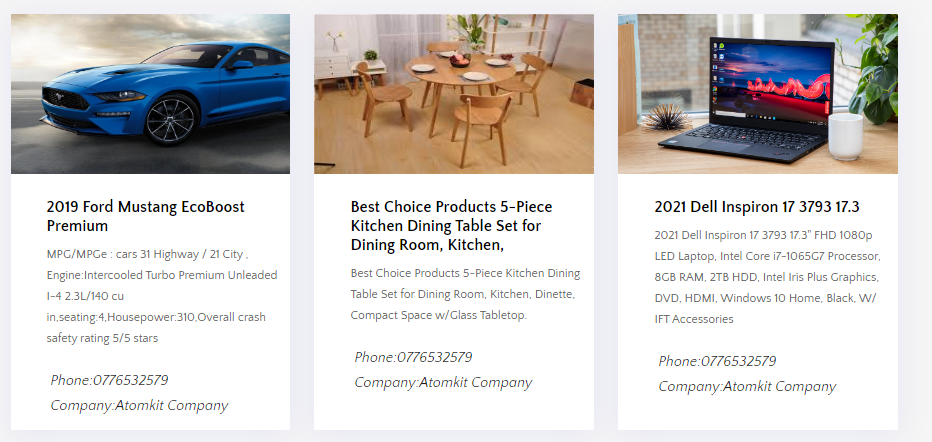 2019 Ford Mustang EcoBoost
Premium
MPG/MPGe : cars 31 Highway / 21 City ,
Engine:Intercooled Turbo Premium Unleaded
I-4 2.3L/140 cu
in,seating:4,Housepower:310,Overall crash
safety rating 5/5 stars
Phone:0776532579
Company:Atomkit Company
Best Choice Products 5-Piece
Kitchen Dining Table Set for
Dining Room, Kitchen,
Best Choice Products 5-Piece Kitchen Dining
Table Set for Dining Room, Kitchen, Dinette,
Compact Space w/Glass Tabletop.
Phone:0776532579
Company:Atomkit Company
2021 Dell Inspiron 17 3793 17.3
2021 Dell Inspiron 17 3793 17.3" FHD 1080p
LED Laptop, Intel Core i7-1065G7 Processor,
8GB RAM, 2TB HDD, Intel Iris Plus Graphics,
DVD, HDMI, Windows 10 Home, Black, W/
IFT Accessories
Phone:0776532579
Company:Atomkit Company